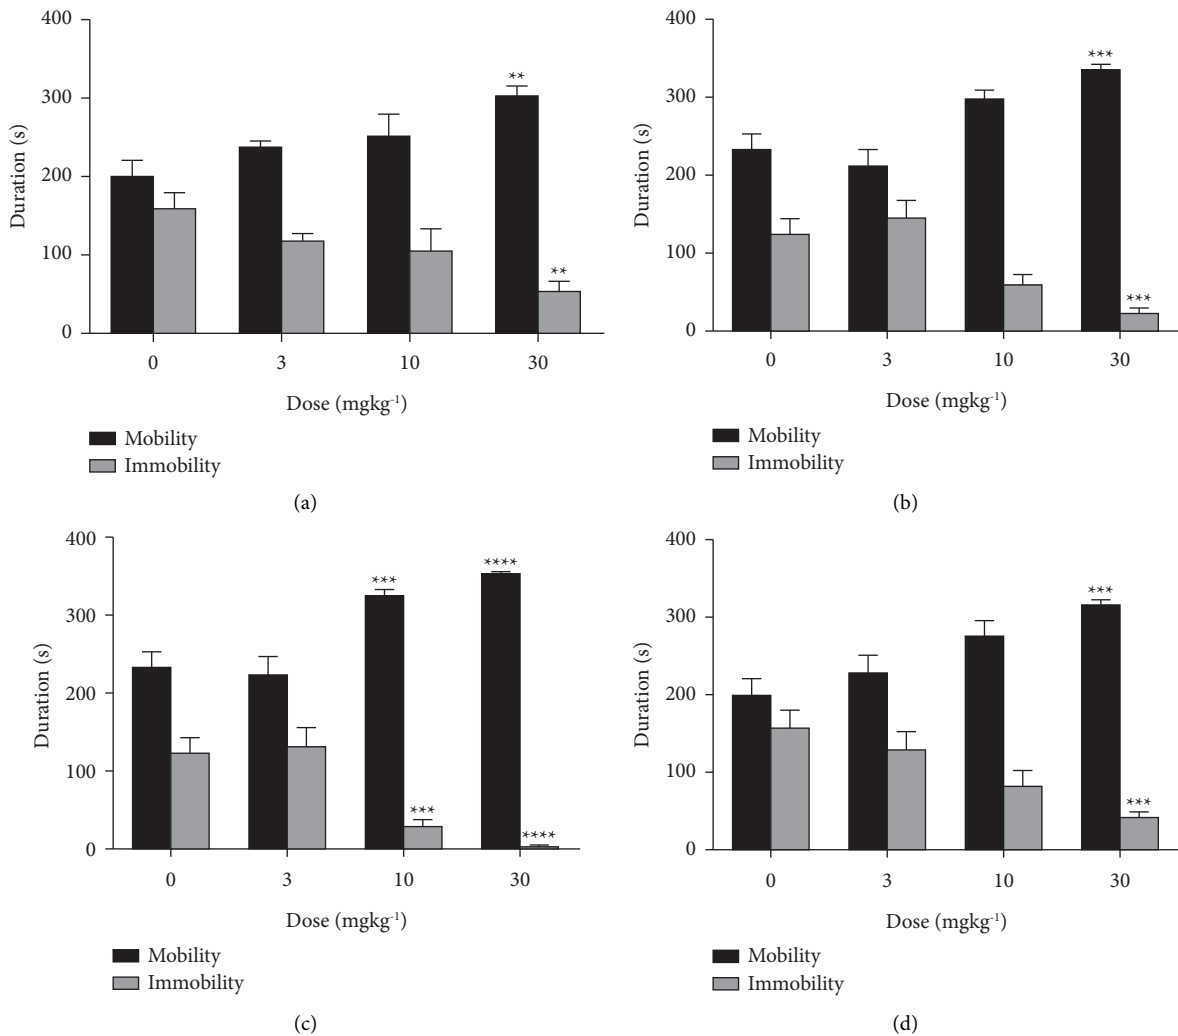 400
300
200
100
0
Duration (s)
** **
0 3 10 30
Dose (mgkg⁻¹)
Mobility
Immobility
(a)
400
300
200
100
0
Duration (s)
*** ***
0 3 10 30
Dose (mgkg⁻¹)
Mobility
Immobility
(b)
400
300
200
100
0
Duration (s)
*** *** **** ****
0 3 10 30
Dose (mgkg⁻¹)
Mobility
Immobility
(c)
400
300
200
100
0
Duration (s)
*** ***
0 3 10 30
Dose (mgkg⁻¹)
Mobility
Immobility
(d)